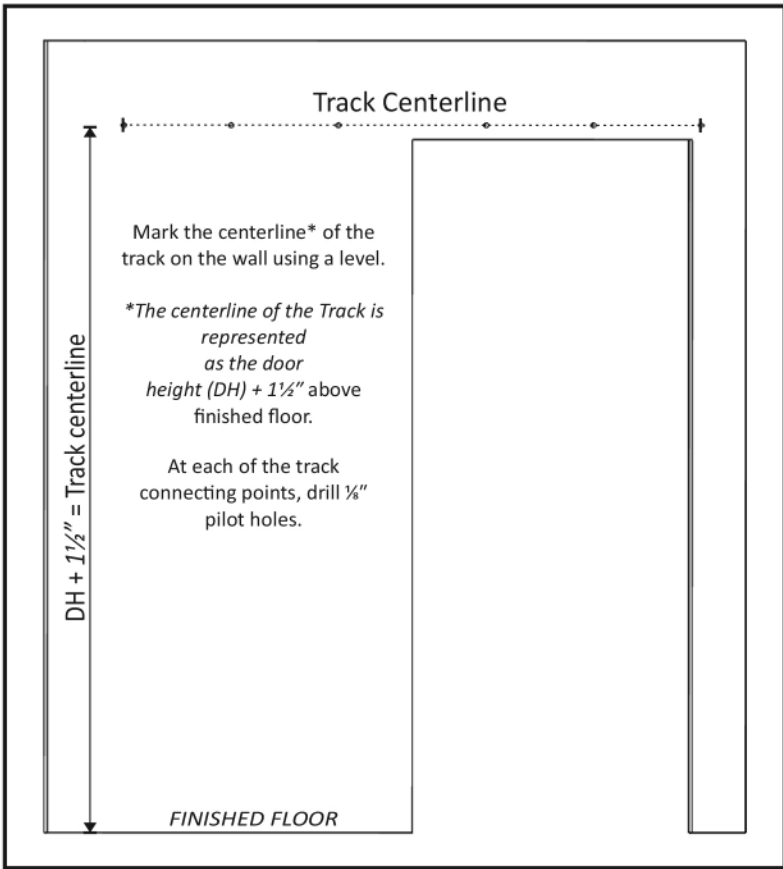 Track Centerline
Mark the centerline* of the
track on the wall using a level.
*The centerline of the Track is
represented
as the door
height (DH) + 1½″ above
finished floor.
At each of the track
connecting points, drill ⅛″
pilot holes.
DH + 1½″ = Track centerline
FINISHED FLOOR